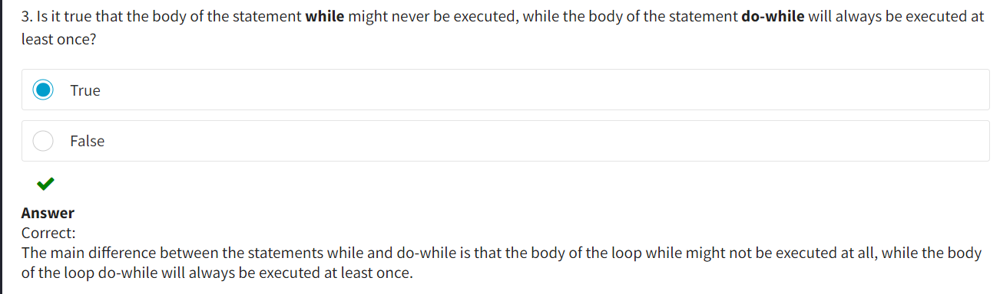 3. Is it true that the body of the statement while might never be executed, while the body of the statement do-while will always be executed at
least once?
True
False
Answer
Correct:
The main difference between the statements while and do-while is that the body of the loop while might not be executed at all, while the body
of the loop do-while will always be executed at least once.